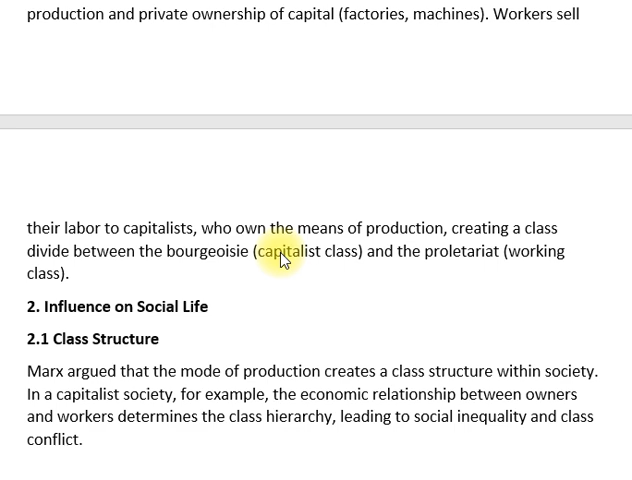 production and private ownership of capital (factories, machines). Workers sell
their labor to capitalists, who own the means of production, creating a class
divide between the bourgeoisie (capitalist class) and the proletariat (working
class).
2. Influence on Social Life
2.1 Class Structure
Marx argued that the mode of production creates a class structure within society.
In a capitalist society, for example, the economic relationship between owners
and workers determines the class hierarchy, leading to social inequality and class
conflict.